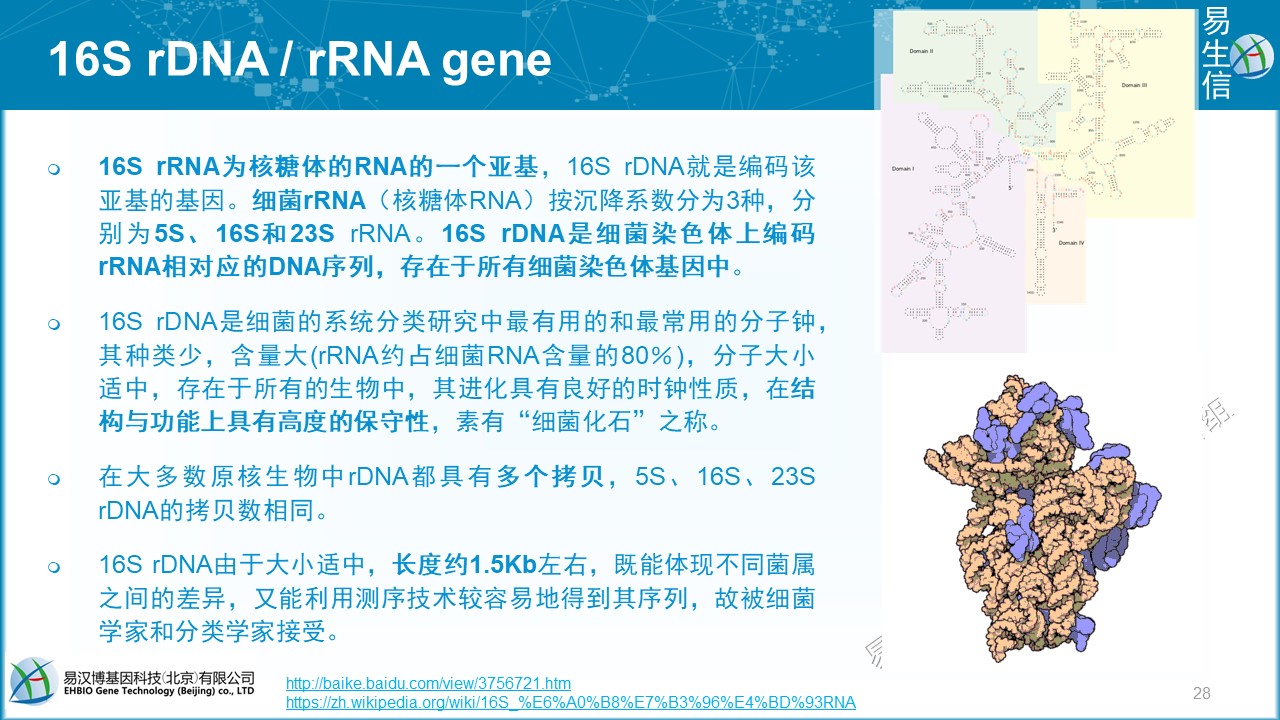 16S rDNA / rRNA gene
易
生
信
Domain II
Domain III
Domain I
5'
3'
Domain IV
16S rRNA为核糖体的RNA的一个亚基，16S rDNA就是编码该
亚基的基因。细菌rRNA（核糖体RNA）按沉降系数分为3种，分
别为5S、16S和23S rRNA。16S rDNA是细菌染色体上编码
rRNA相对应的DNA序列，存在于所有细菌染色体基因中。
16S rDNA是细菌的系统分类研究中最有用的和最常用的分子钟，
其种类少，含量大(rRNA约占细菌RNA含量的80％)，分子大小
适中，存在于所有的生物中，其进化具有良好的时钟性质，在结
构与功能上具有高度的保守性，素有“细菌化石”之称。
在大多数原核生物中rDNA都具有多个拷贝，5S、16S、23S
rDNA的拷贝数相同。
16S rDNA由于大小适中，长度约1.5Kb左右，既能体现不同菌属
之间的差异，又能利用测序技术较容易地得到其序列，故被细菌
学家和分类学家接受。
易汉博基因科技(北京)有限公司
EHBIO Gene Technology (Beijing) co., LTD
http://baike.baidu.com/view/3756721.htm
https://zh.wikipedia.org/wiki/16S_%E6%A0%B8%E7%B3%96%E4%BD%93RNA
28